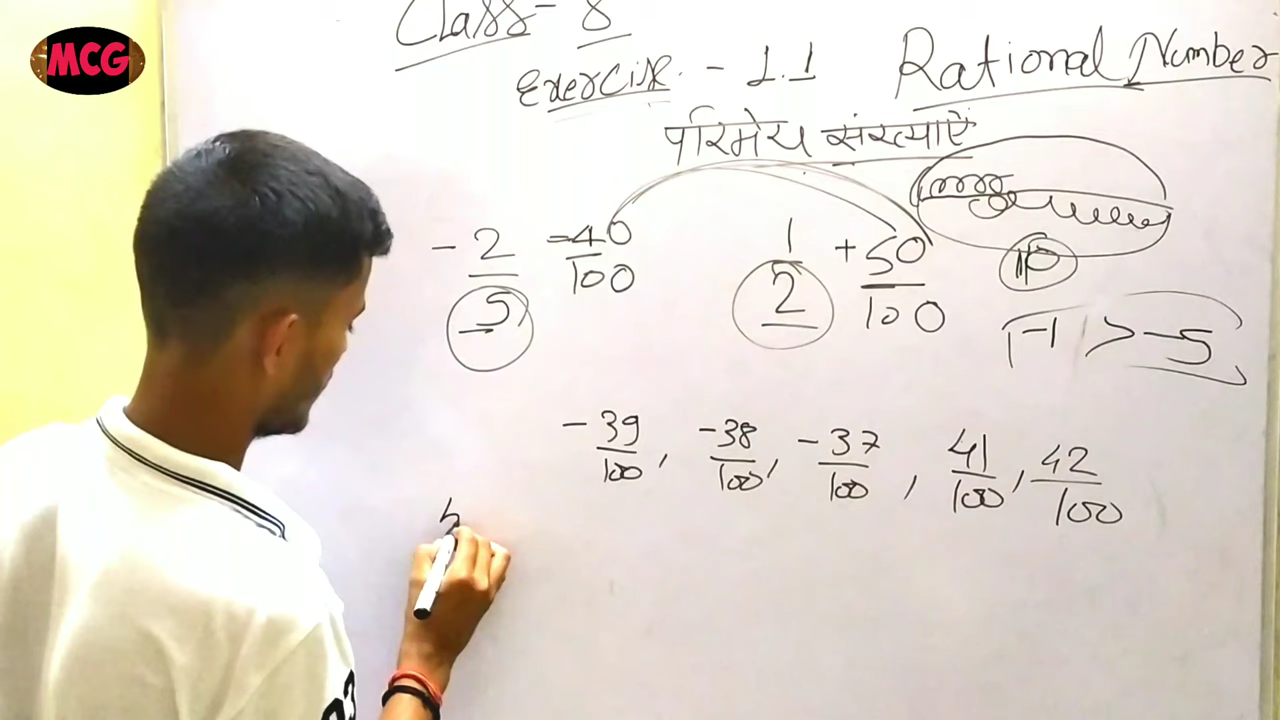 MCG
Class - 8
Exercise - 1.1 Rational Number
परिमेय संख्याएँ
-2/5 = -40/100 1/2 +50/100 10
-1 > -5
-39/100, -38/100, -37/100, 41/100, 42/100